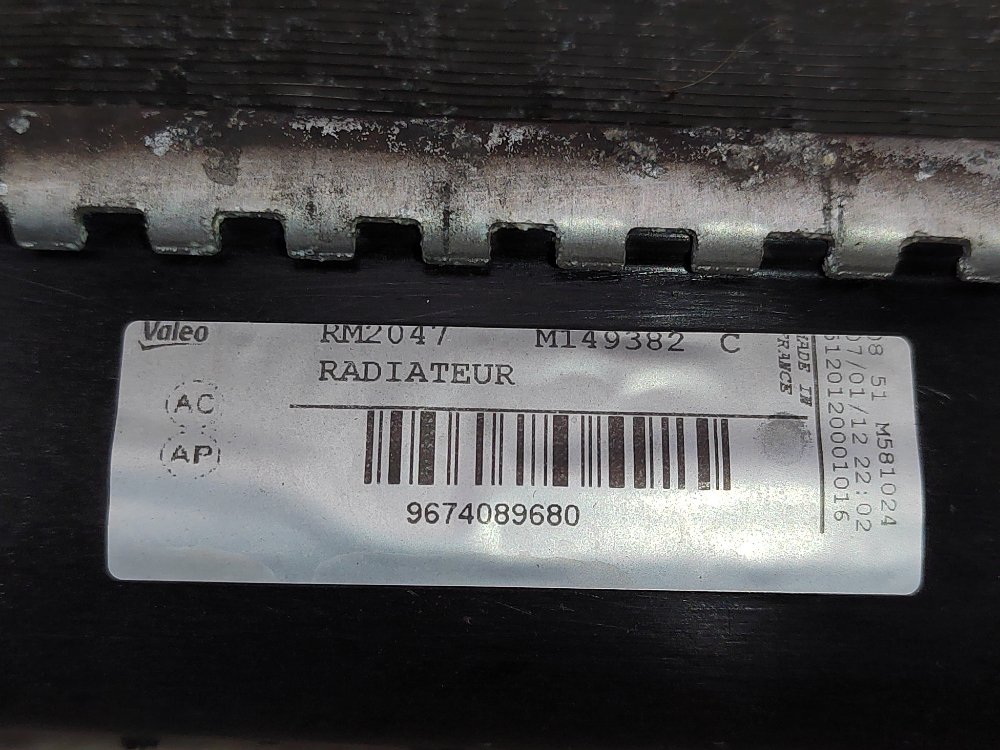 Valeo
RM2047 M149382 C
RADIATEUR
AC
AP
9674089680
MADE IN
FRANCE
08 51 M581024
07/01/12 22:02
5120120001016